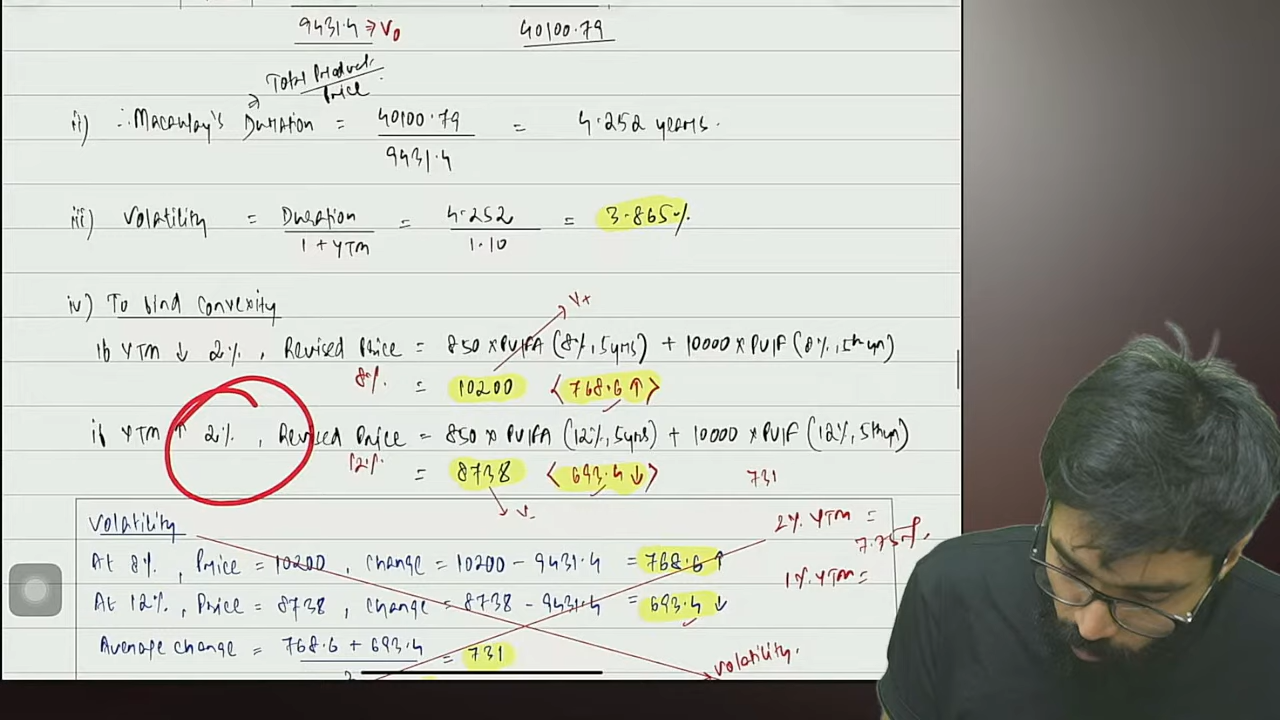 9431.4 ⇒ V₀ 40100.79
⇒ Total Product / Price
ii) ∴ Macaulay's Duration = 40100.79 / 9431.4 = 4.252 years.
iii) Volatility = Duration / 1 + YTM = 4.252 / 1.10 = 3.865%
iv) To find Convexity
If YTM ↓ 2%, Revised Price = 850 × PVIFA (8%, 5yrs) + 10000 × PVIF (8%, 5th yr)
V+
8% = 10200 <768.6 ↑>
if YTM ↑ 2%, Revised Price = 850 × PVIFA (12%, 5yrs) + 10000 × PVIF (12%, 5th yr)
12% = 8738 <693.4 ↓> 731
V-
Volatility
2% YTM = 7.75%
At 8%, Price = 10200, Change = 10200 - 9431.4 = 768.6 ↑
1% YTM =
At 12%, Price = 8738, Change = 8738 - 9431.4 = 693.4 ↓
Average change = 768.6 + 693.4 / 2 = 731
Volatility.